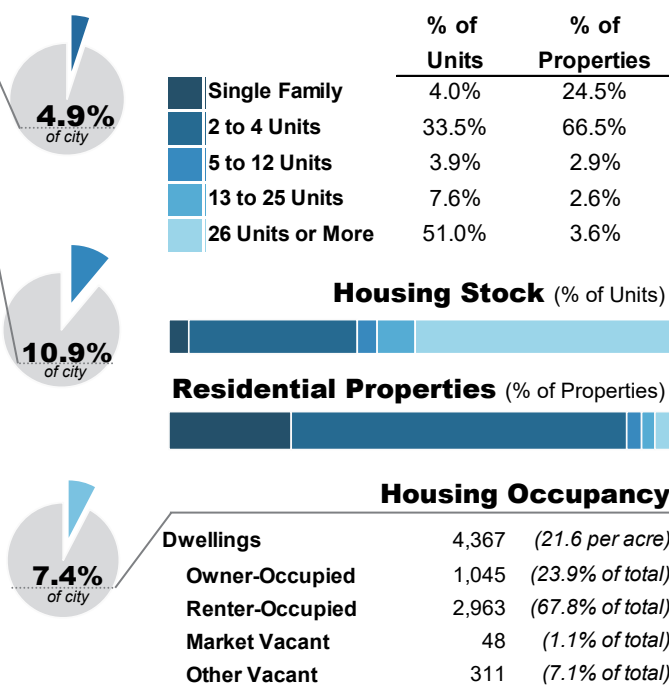 % of % of
Units Properties
Single Family 4.0% 24.5%
2 to 4 Units 33.5% 66.5%
5 to 12 Units 3.9% 2.9%
13 to 25 Units 7.6% 2.6%
26 Units or More 51.0% 3.6%
4.9%
of city
Housing Stock (% of Units)
10.9%
of city
Residential Properties (% of Properties)
Housing Occupancy
7.4%
of city
Dwellings 4,367 (21.6 per acre)
Owner-Occupied 1,045 (23.9% of total)
Renter-Occupied 2,963 (67.8% of total)
Market Vacant 48 (1.1% of total)
Other Vacant 311 (7.1% of total)